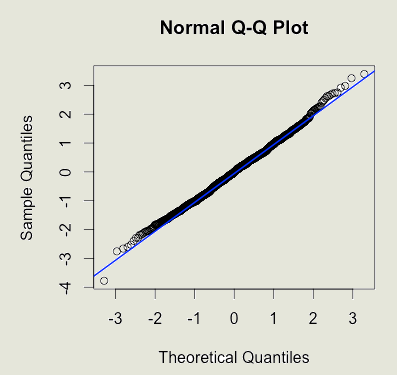 Normal Q-Q Plot
Sample Quantiles
3
2
1
0
-1
-2
-3
-4
-3 -2 -1 0 1 2 3
Theoretical Quantiles